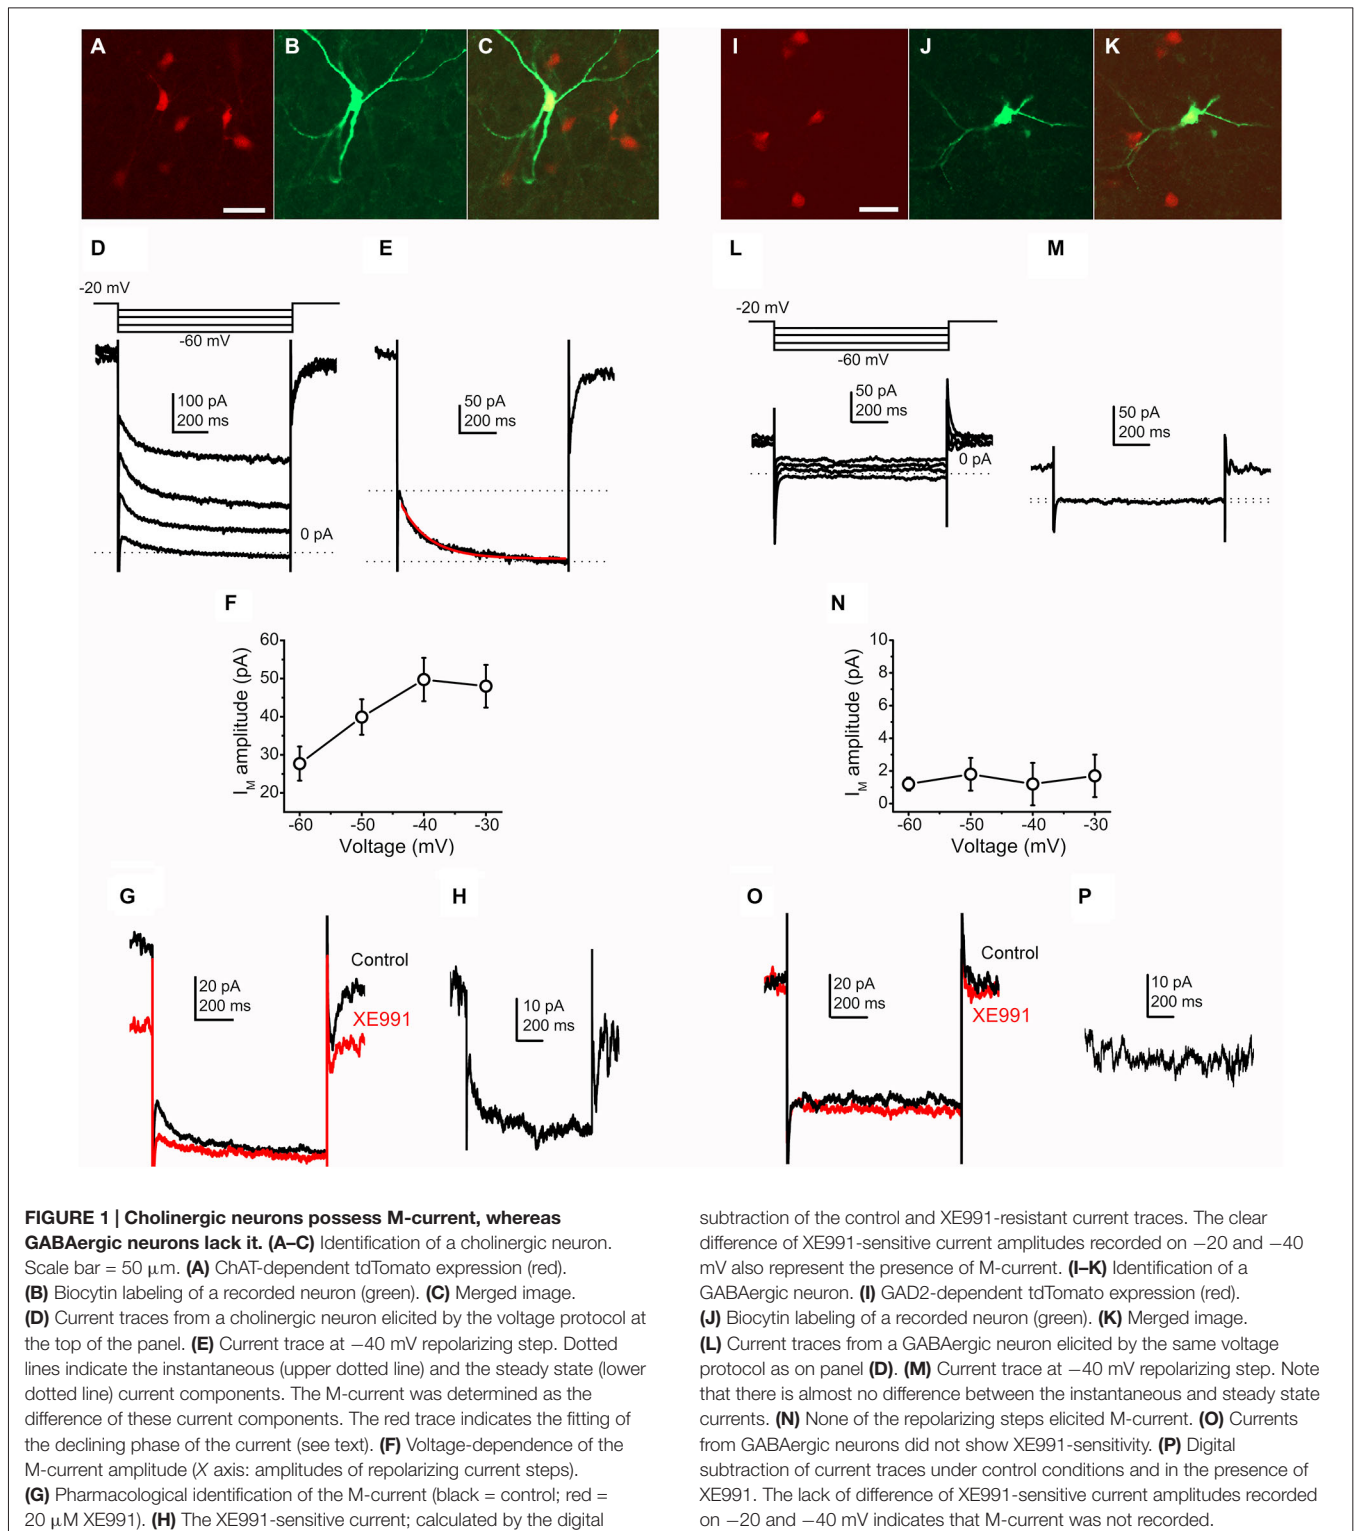 A
B
C
I
J
K
D
E
L
M
-20 mV
-60 mV
100 pA
200 ms
0 pA
50 pA
200 ms
-20 mV
-60 mV
50 pA
200 ms
0 pA
50 pA
200 ms
F
60
50
40
30
20
I_M amplitude (pA)
-60 -50 -40 -30
Voltage (mV)
N
10
8
6
4
2
0
I_M amplitude (pA)
-60 -50 -40 -30
Voltage (mV)
G
Control
20 pA
200 ms
XE991
H
10 pA
200 ms
O
Control
20 pA
200 ms
XE991
P
10 pA
200 ms
FIGURE 1 | Cholinergic neurons possess M-current, whereas
GABAergic neurons lack it. (A–C) Identification of a cholinergic neuron.
Scale bar = 50 μm. (A) ChAT-dependent tdTomato expression (red).
(B) Biocytin labeling of a recorded neuron (green). (C) Merged image.
(D) Current traces from a cholinergic neuron elicited by the voltage protocol at
the top of the panel. (E) Current trace at −40 mV repolarizing step. Dotted
lines indicate the instantaneous (upper dotted line) and the steady state (lower
dotted line) current components. The M-current was determined as the
difference of these current components. The red trace indicates the fitting of
the declining phase of the current (see text). (F) Voltage-dependence of the
M-current amplitude (X axis: amplitudes of repolarizing current steps).
(G) Pharmacological identification of the M-current (black = control; red =
20 μM XE991). (H) The XE991-sensitive current; calculated by the digital
subtraction of the control and XE991-resistant current traces. The clear
difference of XE991-sensitive current amplitudes recorded on −20 and −40
mV also represent the presence of M-current. (I–K) Identification of a
GABAergic neuron. (I) GAD2-dependent tdTomato expression (red).
(J) Biocytin labeling of a recorded neuron (green). (K) Merged image.
(L) Current traces from a GABAergic neuron elicited by the same voltage
protocol as on panel (D). (M) Current trace at −40 mV repolarizing step. Note
that there is almost no difference between the instantaneous and steady state
currents. (N) None of the repolarizing steps elicited M-current. (O) Currents
from GABAergic neurons did not show XE991-sensitivity. (P) Digital
subtraction of current traces under control conditions and in the presence of
XE991. The lack of difference of XE991-sensitive current amplitudes recorded
on −20 and −40 mV indicates that M-current was not recorded.